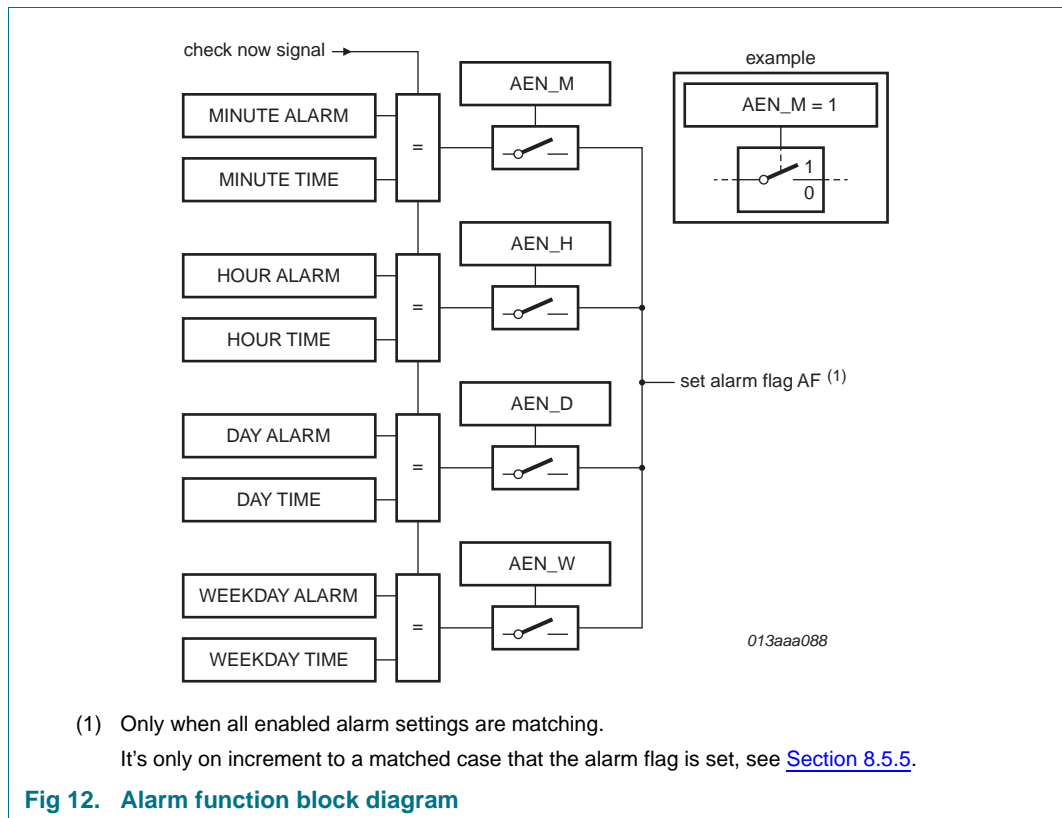 check now signal
MINUTE ALARM
MINUTE TIME
=
AEN_M
example
AEN_M = 1
1
0
HOUR ALARM
HOUR TIME
=
AEN_H
set alarm flag AF (1)
DAY ALARM
DAY TIME
=
AEN_D
WEEKDAY ALARM
WEEKDAY TIME
=
AEN_W
013aaa088
(1) Only when all enabled alarm settings are matching.
It's only on increment to a matched case that the alarm flag is set, see Section 8.5.5.
Fig 12. Alarm function block diagram